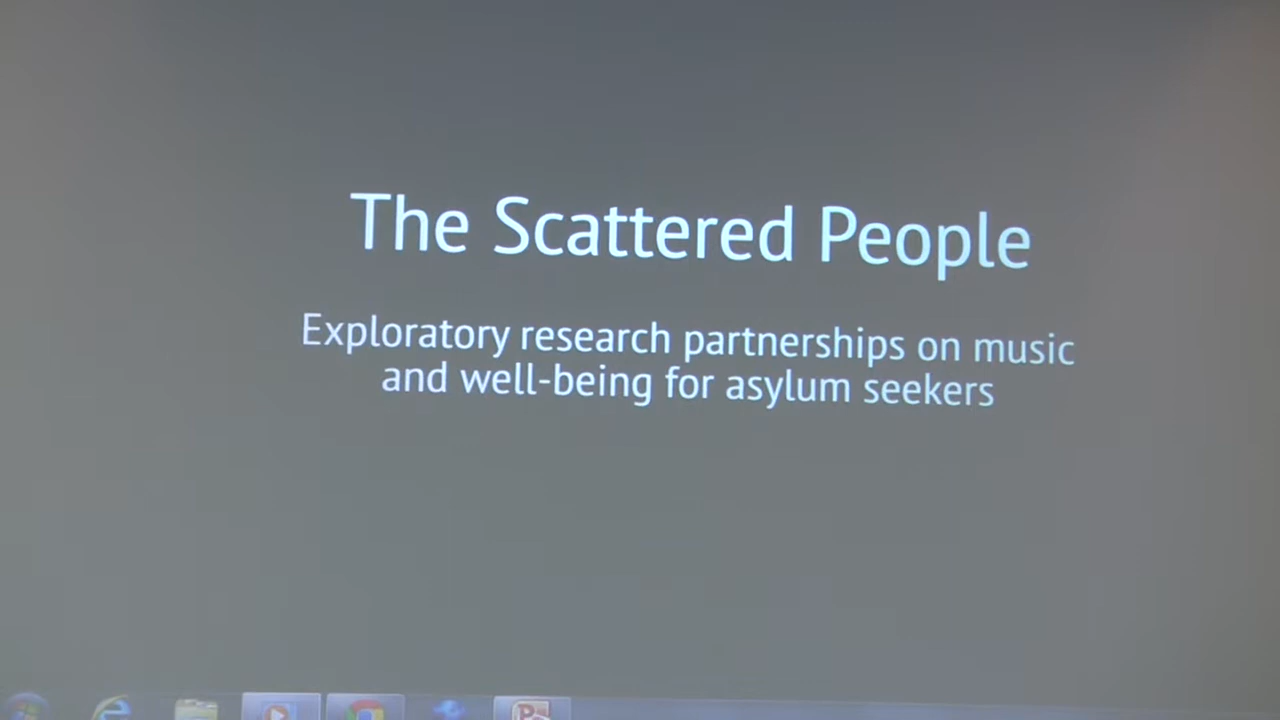 The Scattered People
Exploratory research partnerships on music
and well-being for asylum seekers